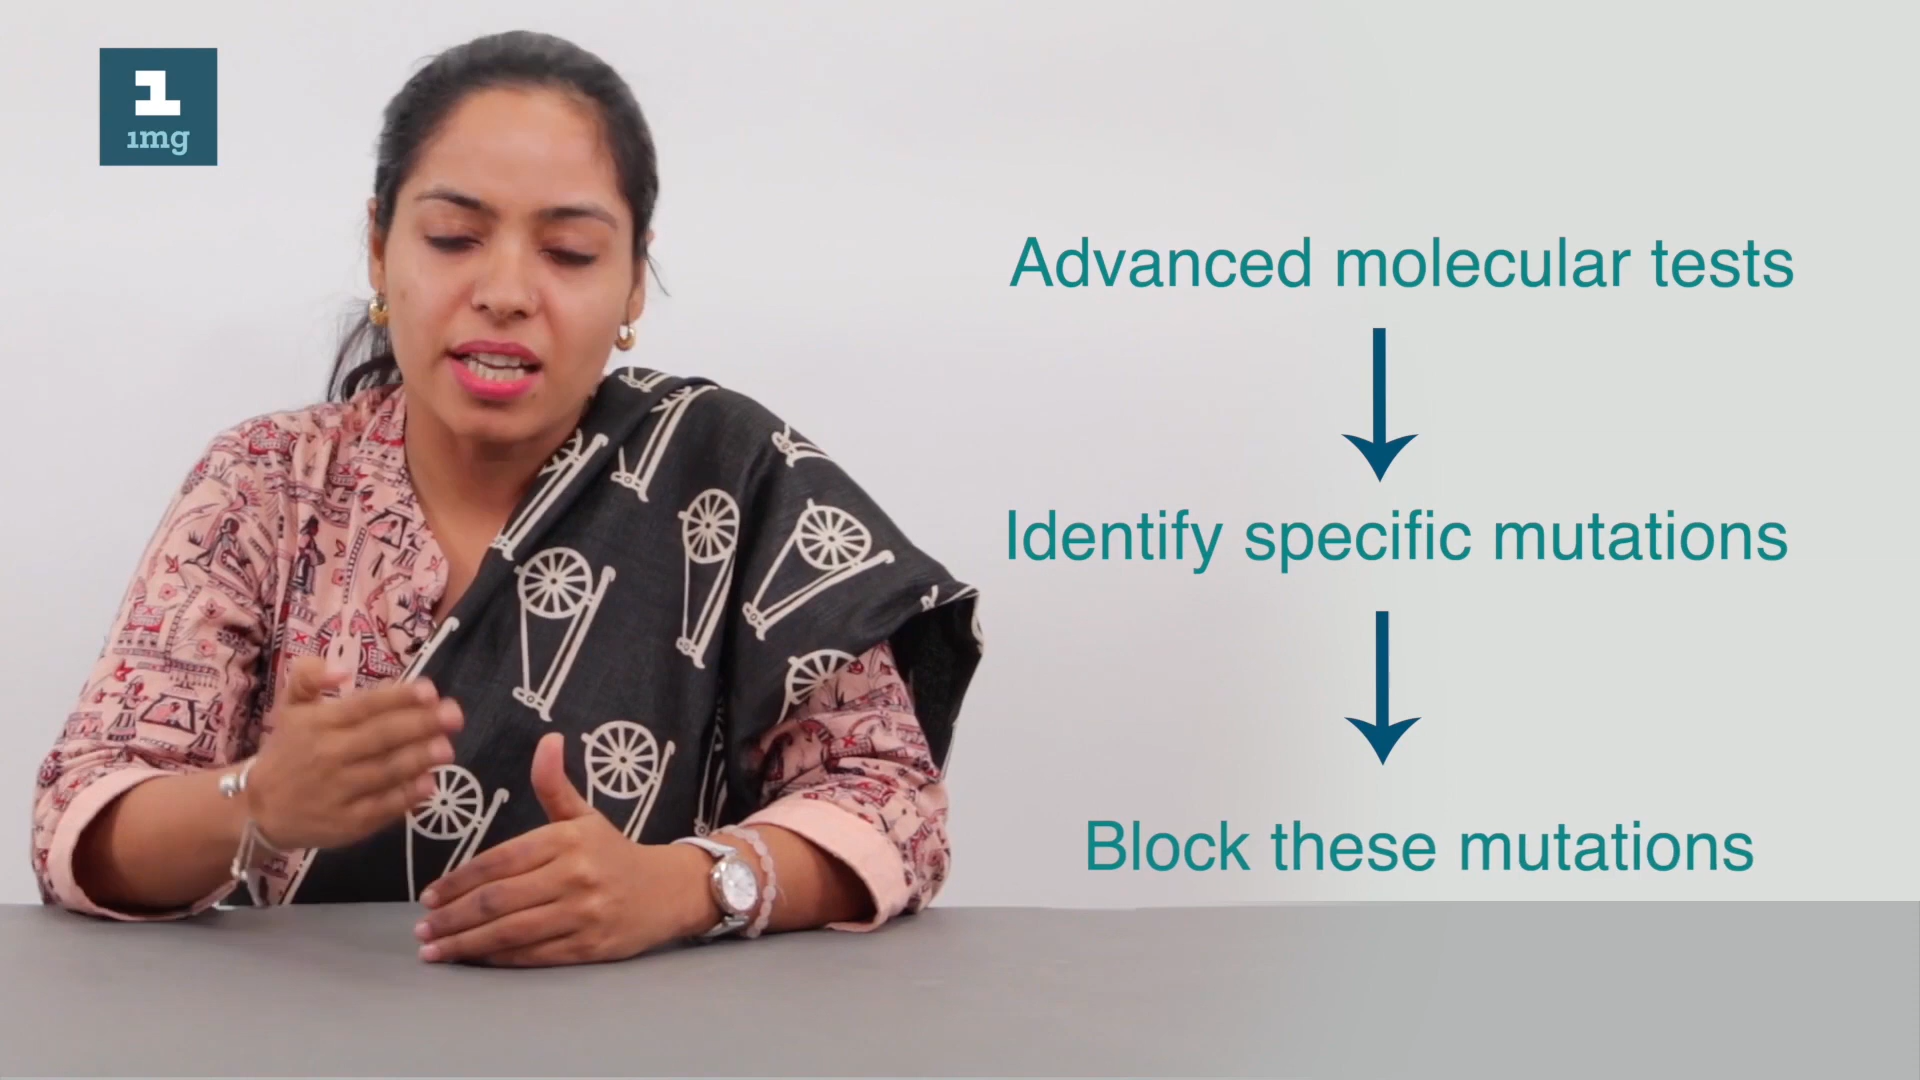 1
1mg
Advanced molecular tests
Identify specific mutations
Block these mutations